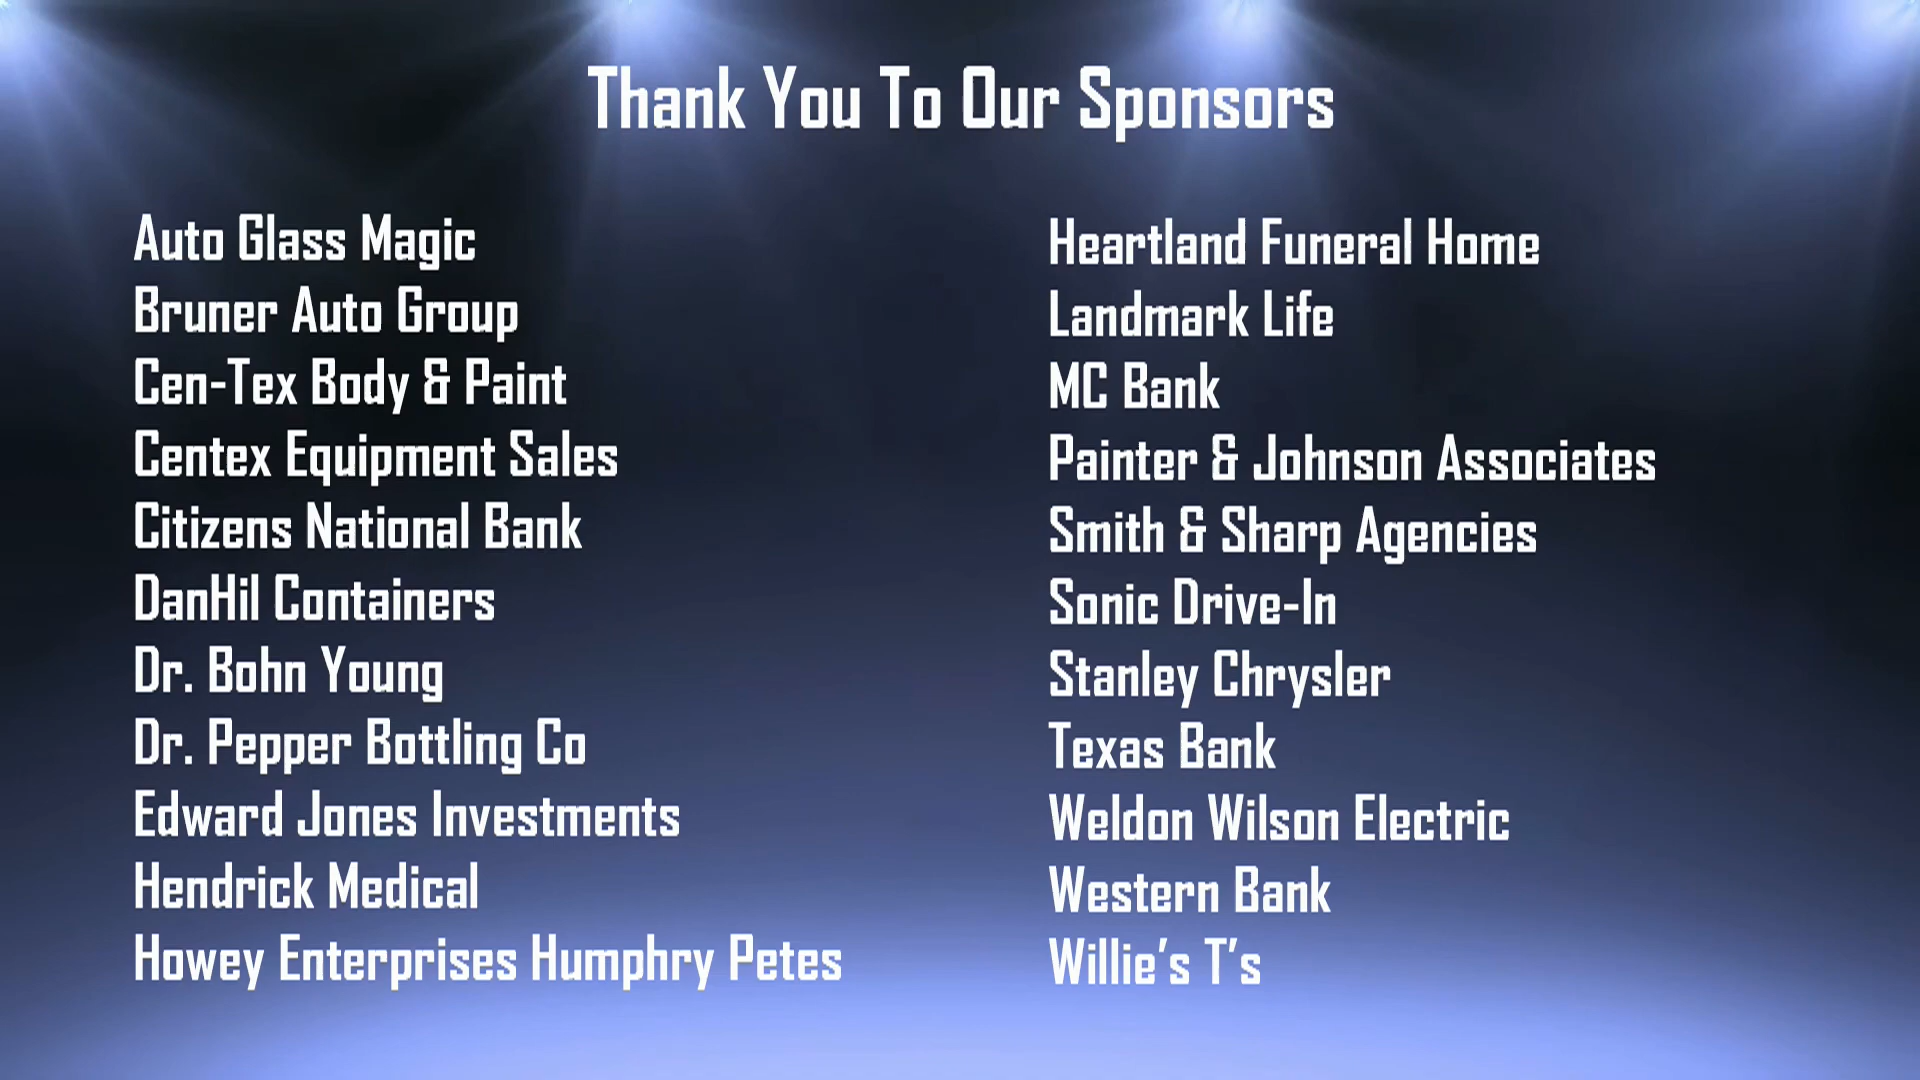 Thank You To Our Sponsors
Auto Glass Magic
Bruner Auto Group
Cen-Tex Body & Paint
Centex Equipment Sales
Citizens National Bank
DanHil Containers
Dr. Bohn Young
Dr. Pepper Bottling Co
Edward Jones Investments
Hendrick Medical
Howey Enterprises Humphry Petes
Heartland Funeral Home
Landmark Life
MC Bank
Painter & Johnson Associates
Smith & Sharp Agencies
Sonic Drive-In
Stanley Chrysler
Texas Bank
Weldon Wilson Electric
Western Bank
Willie’s T’s